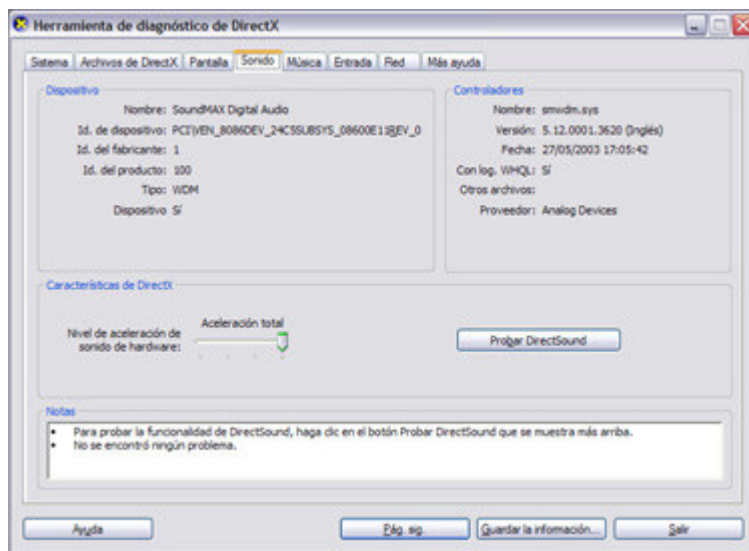 Herramienta de diagnóstico de DirectX
Sistema Archivos de DirectX Pantalla Sonido Música Entrada Red Más ayuda
Dispositivo
Nombre: SoundMAX Digital Audio
Id. de dispositivo: PCI\VEN_8086DEV_24C5SUBSYS_08600E11REV_0
Id. del fabricante: 1
Id. del producto: 100
Tipo: WDM
Dispositivo Sí
Controladores
Nombre: smwdm.sys
Versión: 5.12.0001.3620 (Inglés)
Fecha: 27/05/2003 17:05:42
Con log. WHQL: Sí
Otros archivos:
Proveedor: Analog Devices
Características de DirectX
Nivel de aceleración de
sonido de hardware:
Aceleración total
Probar DirectSound
Notas
• Para probar la funcionalidad de DirectSound, haga clic en el botón Probar DirectSound que se muestra más arriba.
• No se encontró ningún problema.
Ayuda Pág. sig. Guardar la información... Salir